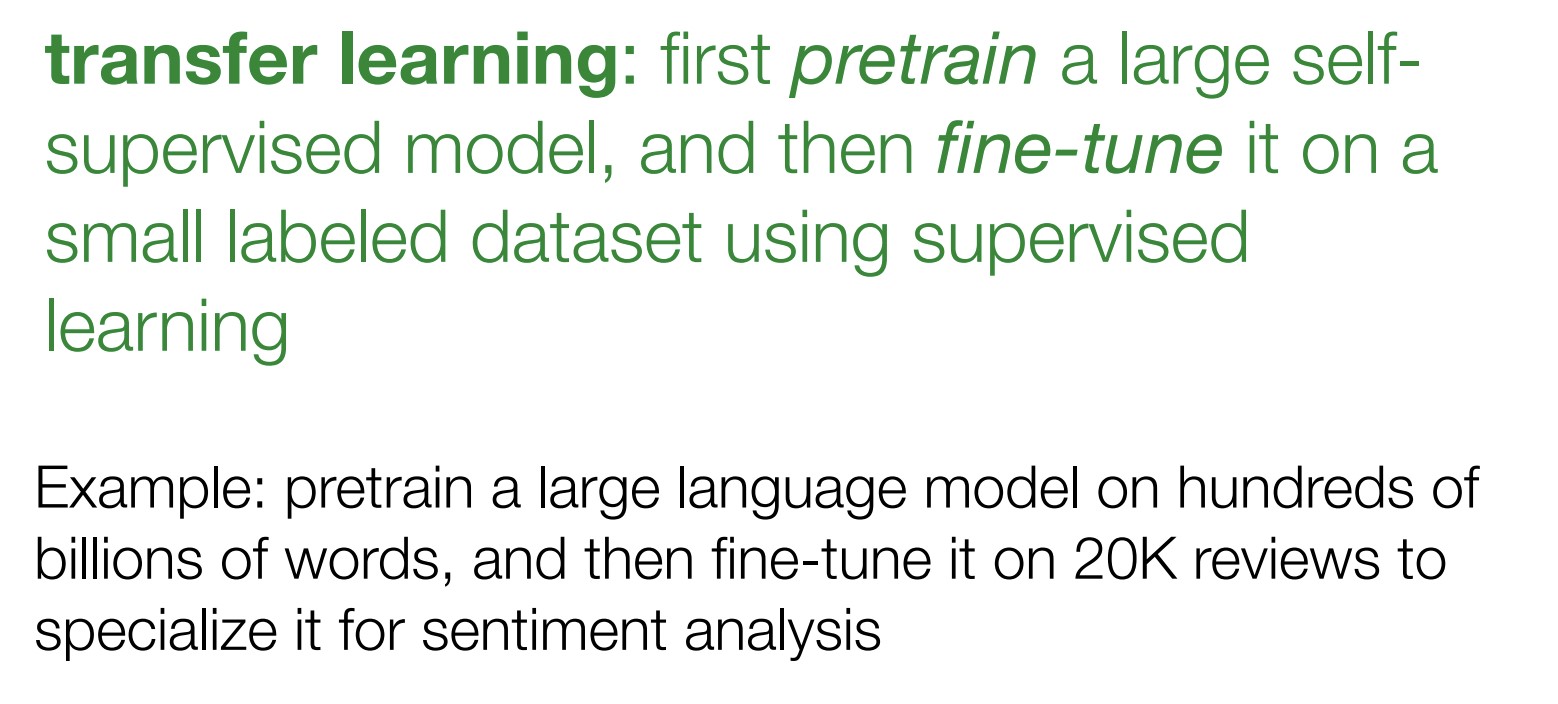 transfer learning: first pretrain a large self-
supervised model, and then fine-tune it on a
small labeled dataset using supervised
learning
Example: pretrain a large language model on hundreds of
billions of words, and then fine-tune it on 20K reviews to
specialize it for sentiment analysis